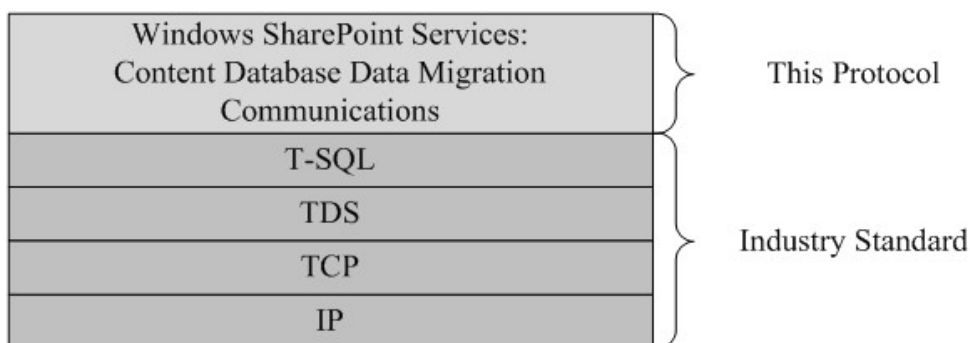 Windows SharePoint Services:
Content Database Data Migration
Communications
This Protocol
T-SQL
TDS
TCP
IP
Industry Standard